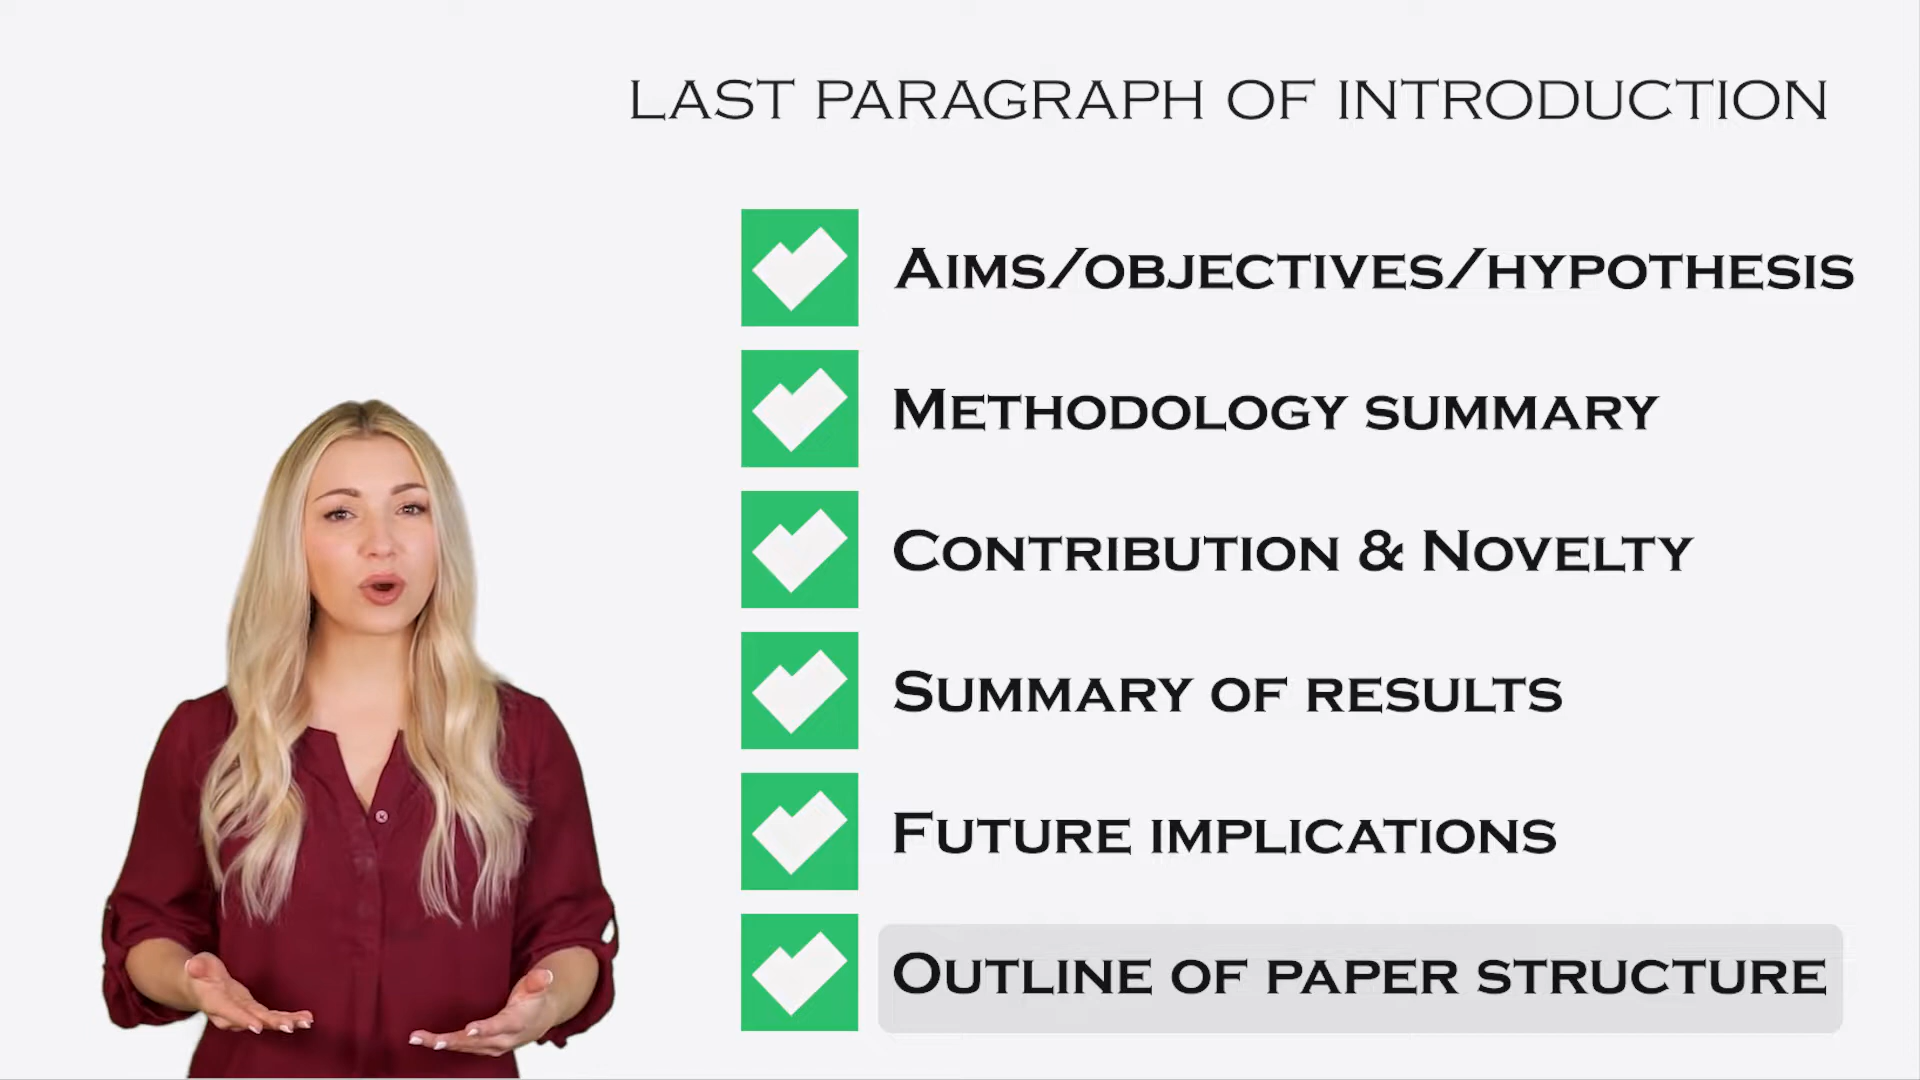 LAST PARAGRAPH OF INTRODUCTION
AIMS/OBJECTIVES/HYPOTHESIS
METHODOLOGY SUMMARY
CONTRIBUTION & NOVELTY
SUMMARY OF RESULTS
FUTURE IMPLICATIONS
OUTLINE OF PAPER STRUCTURE